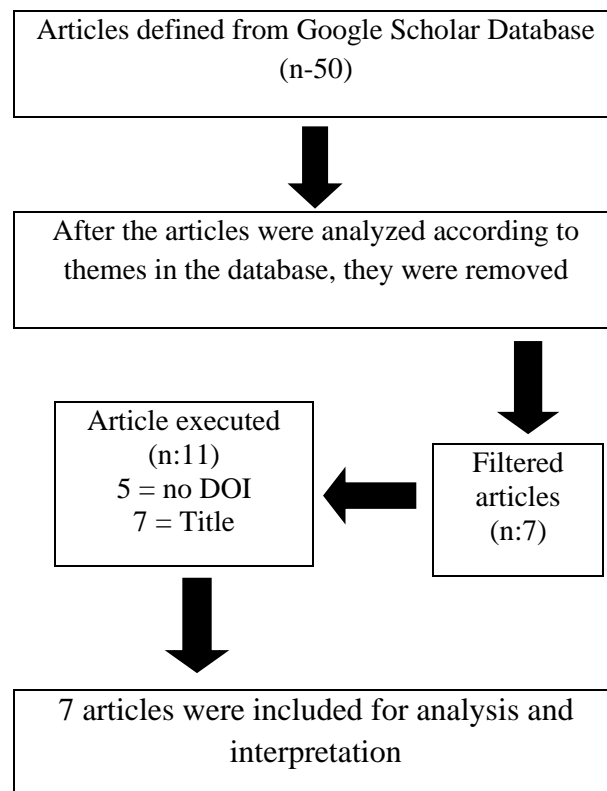 Articles defined from Google Scholar Database
(n-50)
After the articles were analyzed according to
themes in the database, they were removed
Article executed
(n:11)
5 = no DOI
7 = Title
Filtered
articles
(n:7)
7 articles were included for analysis and
interpretation